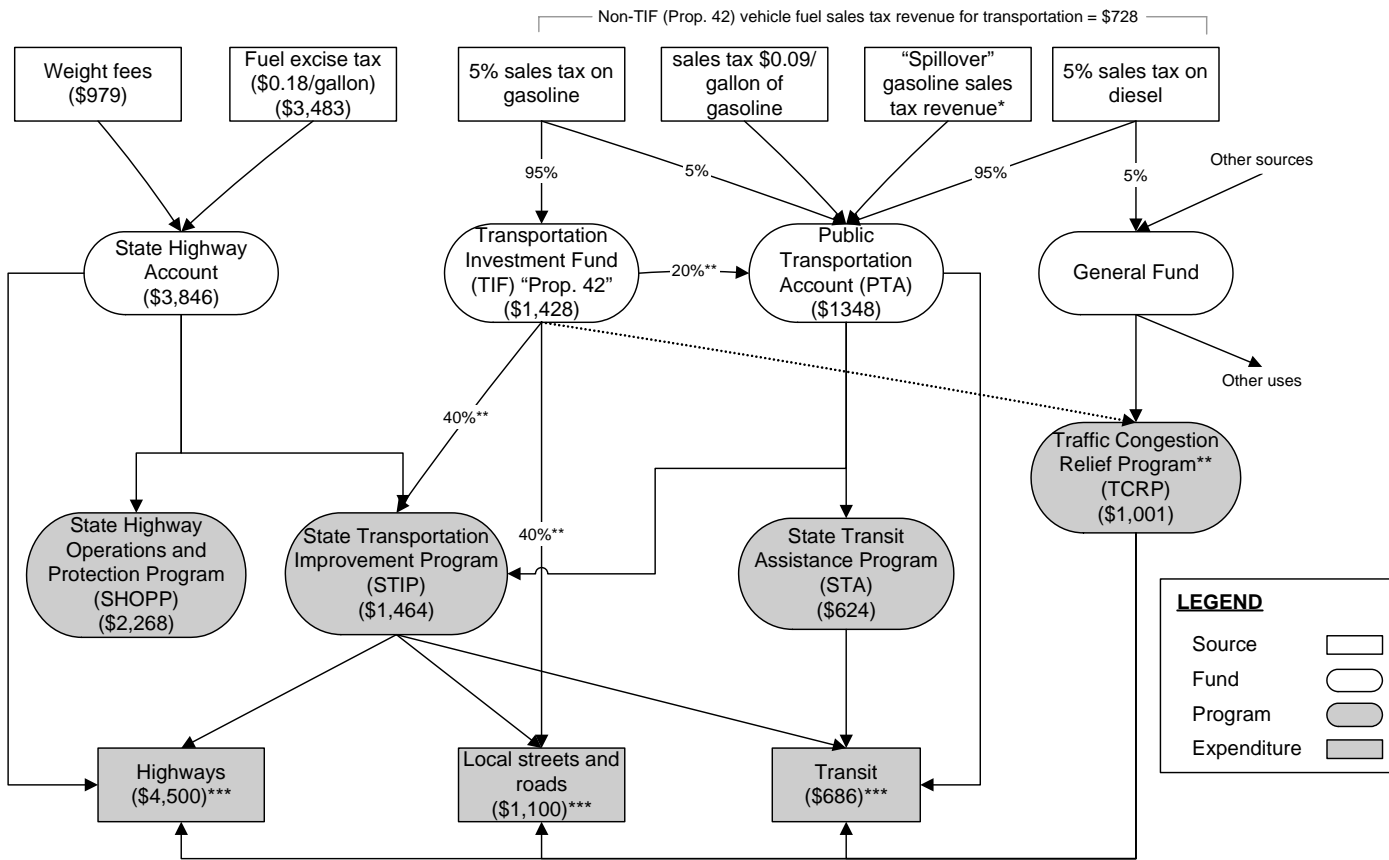 Non-TIF (Prop. 42) vehicle fuel sales tax revenue for transportation = $728
Weight fees
($979)
Fuel excise tax
($0.18/gallon)
($3,483)
5% sales tax on
gasoline
sales tax $0.09/
gallon of
gasoline
“Spillover”
gasoline sales
tax revenue*
5% sales tax on
diesel
95%
5%
95%
5%
Other sources
State Highway
Account
($3,846)
Transportation
Investment Fund
(TIF) “Prop. 42”
($1,428)
20%**
Public
Transportation
Account (PTA)
($1348)
General Fund
Other uses
40%**
40%**
Traffic Congestion
Relief Program**
(TCRP)
($1,001)
State Highway
Operations and
Protection Program
(SHOPP)
($2,268)
State Transportation
Improvement Program
(STIP)
($1,464)
State Transit
Assistance Program
(STA)
($624)
LEGEND
Source
Fund
Program
Expenditure
Highways
($4,500)***
Local streets and
roads
($1,100)***
Transit
($686)***